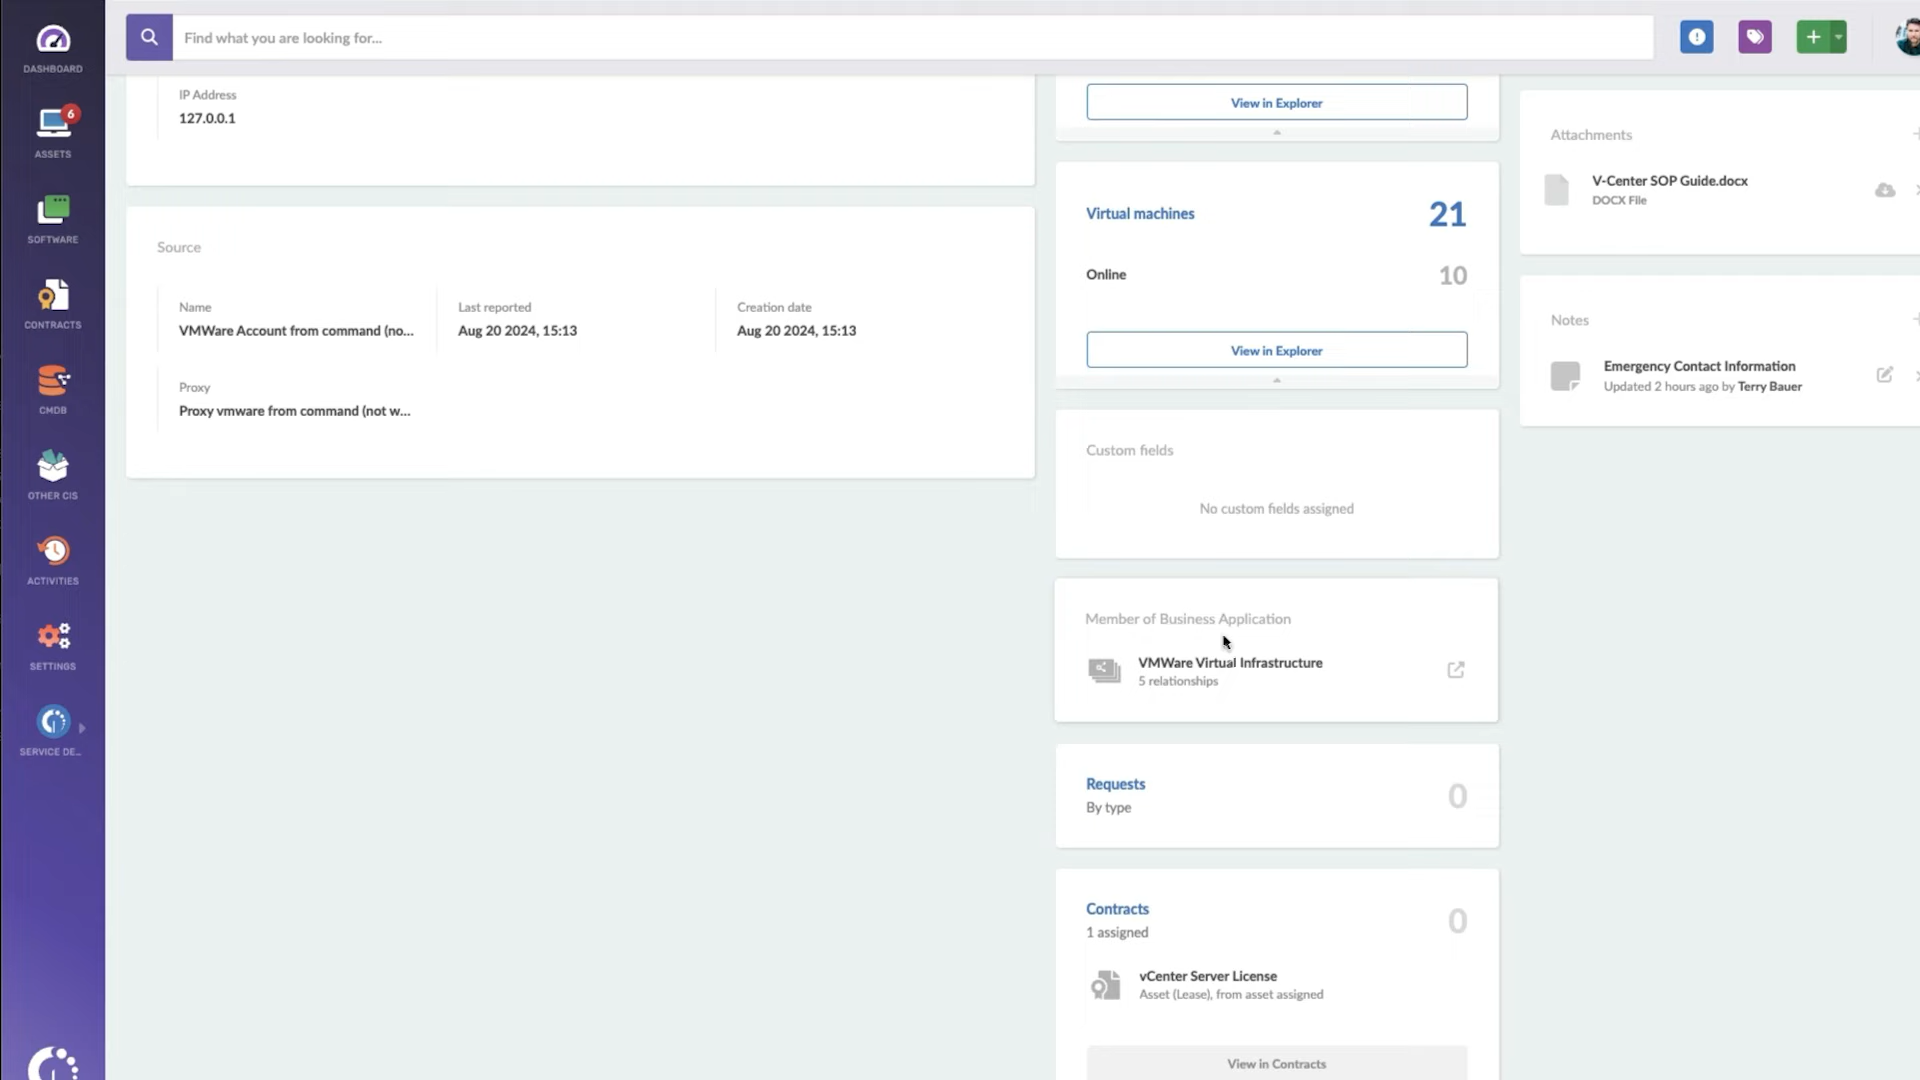 Find what you are looking for...
DASHBOARD
6
ASSETS
SOFTWARE
CONTRACTS
CMDB
OTHER CIS
ACTIVITIES
SETTINGS
SERVICE DE...
IP Address
127.0.0.1
Source
Name
VMWare Account from command (no...
Last reported
Aug 20 2024, 15:13
Creation date
Aug 20 2024, 15:13
Proxy
Proxy vmware from command (not w...
View in Explorer
Virtual machines
21
Online
10
View in Explorer
Custom fields
No custom fields assigned
Member of Business Application
VMWare Virtual Infrastructure
5 relationships
Requests
0
By type
Contracts
0
1 assigned
vCenter Server License
Asset (Lease), from asset assigned
View in Contracts
Attachments
V-Center SOP Guide.docx
DOCX File
Notes
Emergency Contact Information
Updated 2 hours ago by Terry Bauer